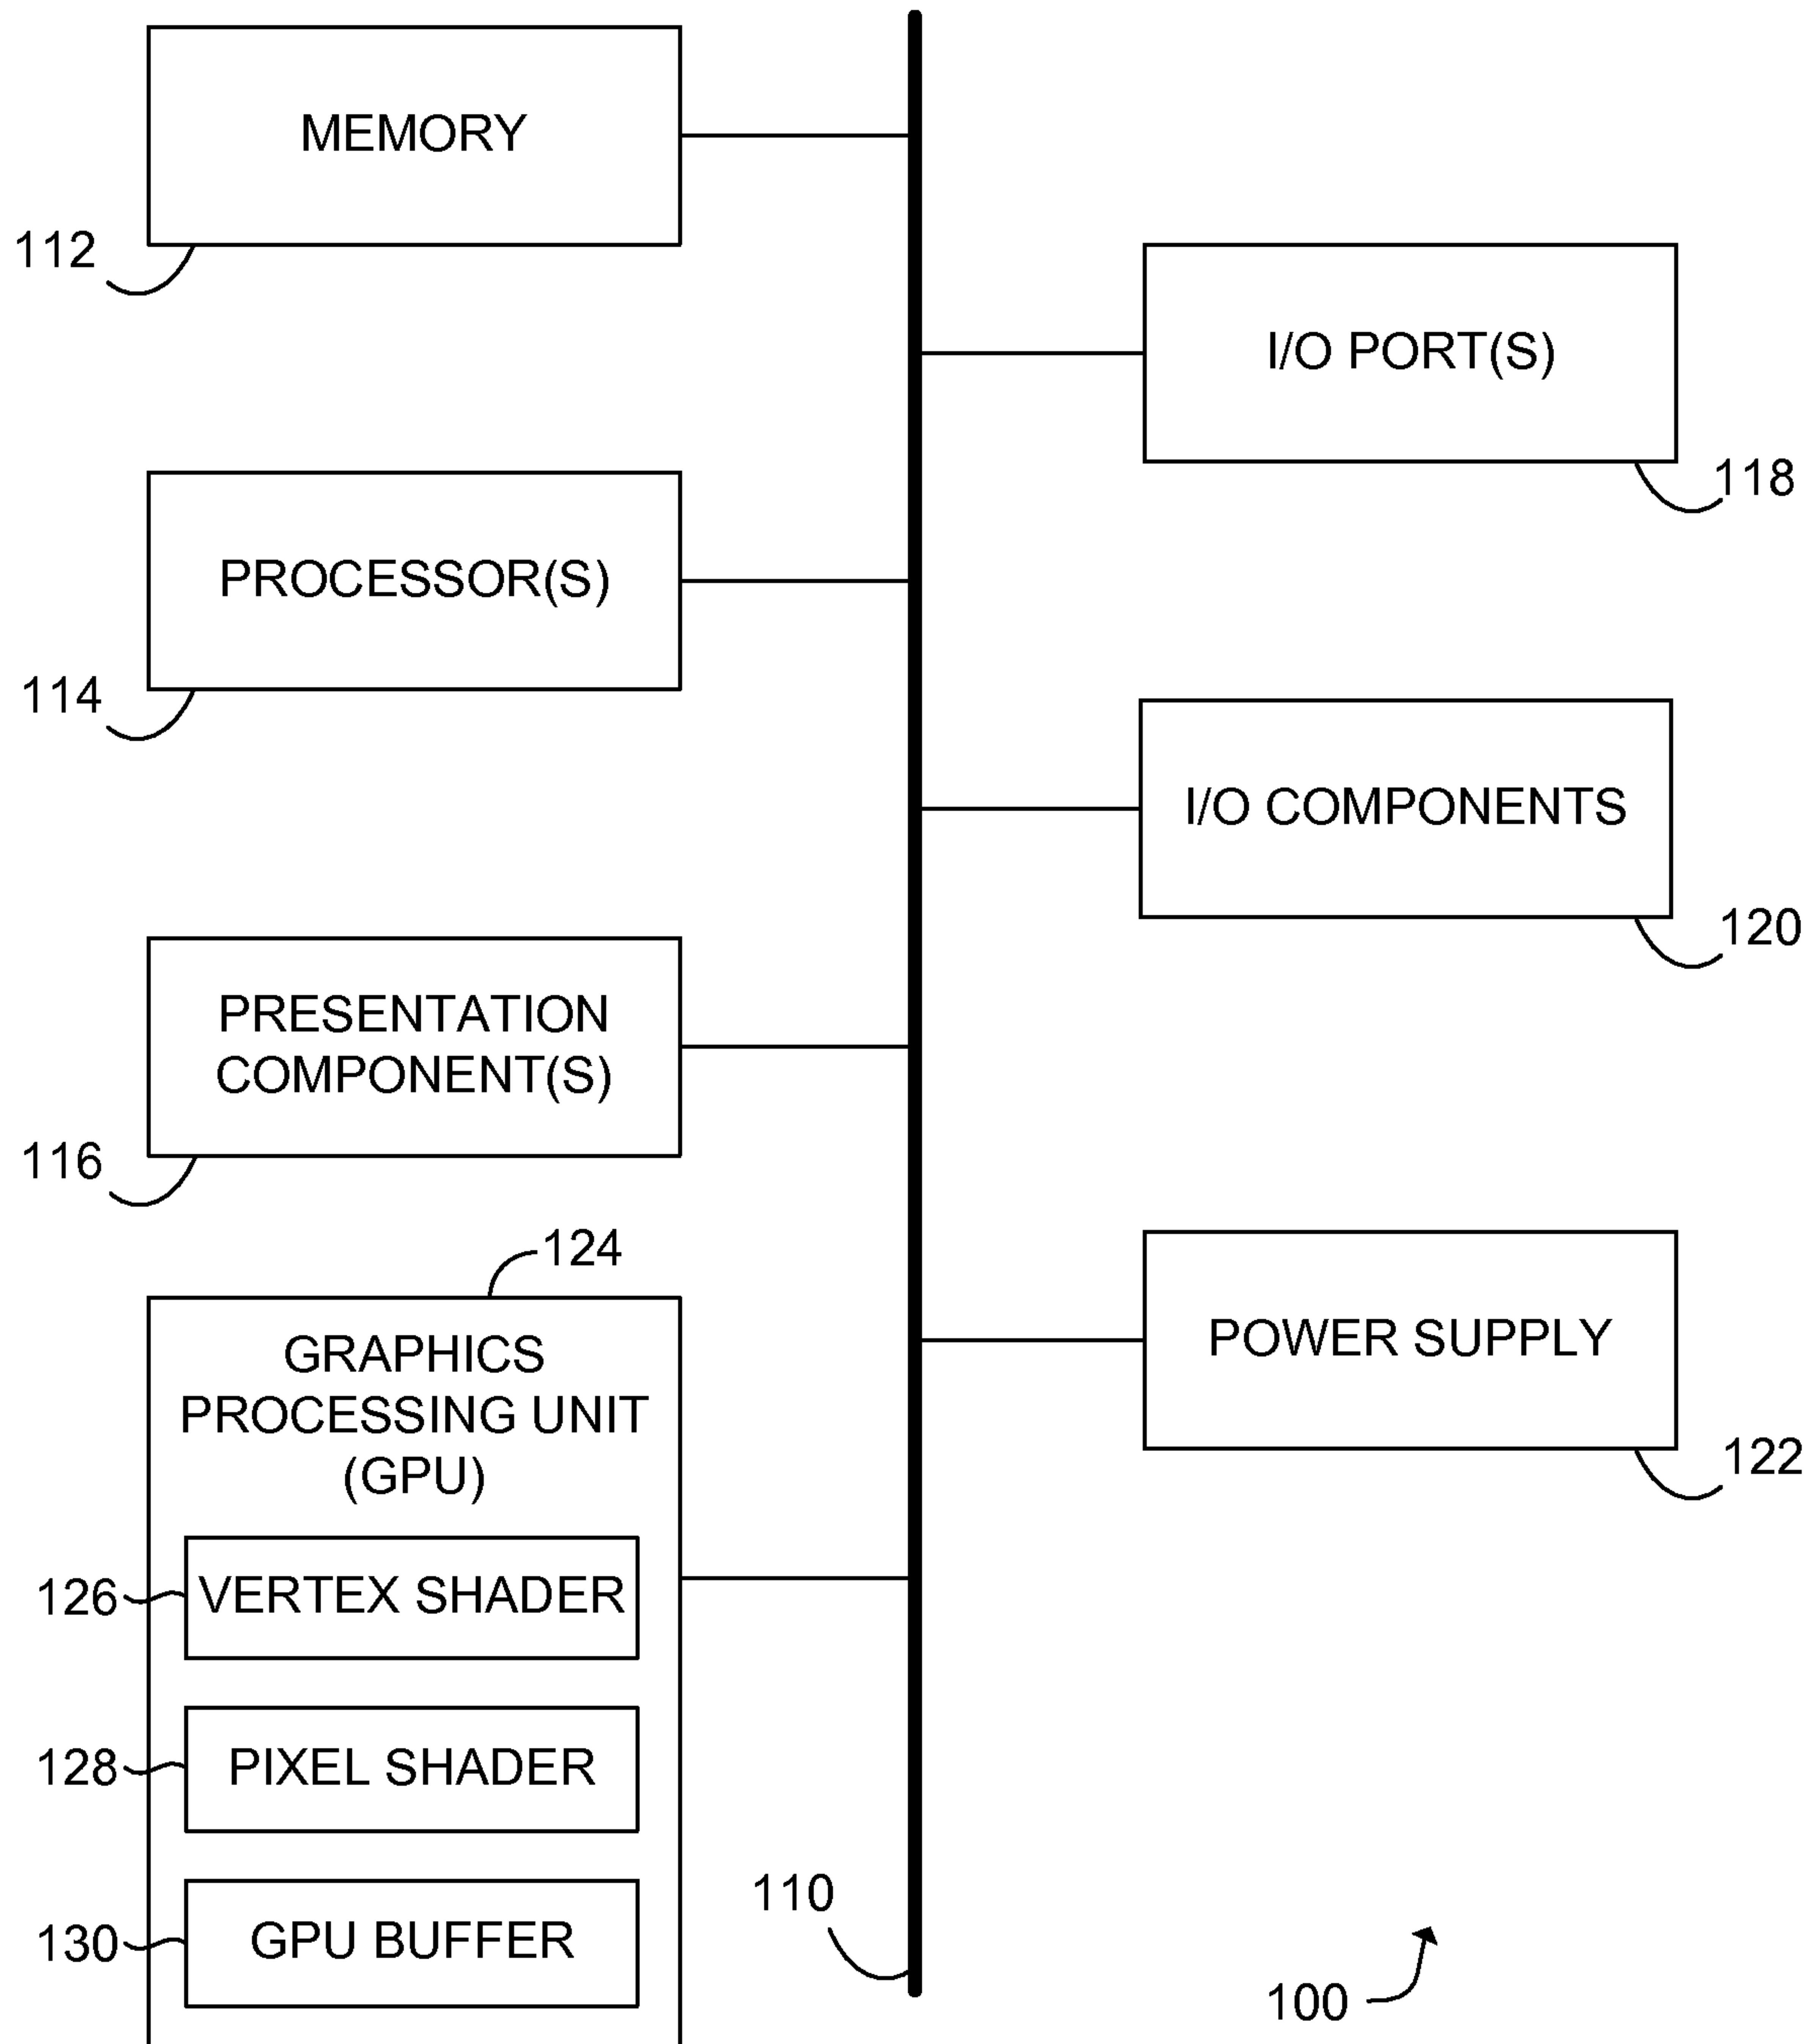 MEMORY
112
I/O PORT(S)
118
PROCESSOR(S)
114
I/O COMPONENTS
120
PRESENTATION
COMPONENT(S)
116
124
GRAPHICS
PROCESSING UNIT
(GPU)
POWER SUPPLY
122
126
VERTEX SHADER
128
PIXEL SHADER
130
GPU BUFFER
110
100